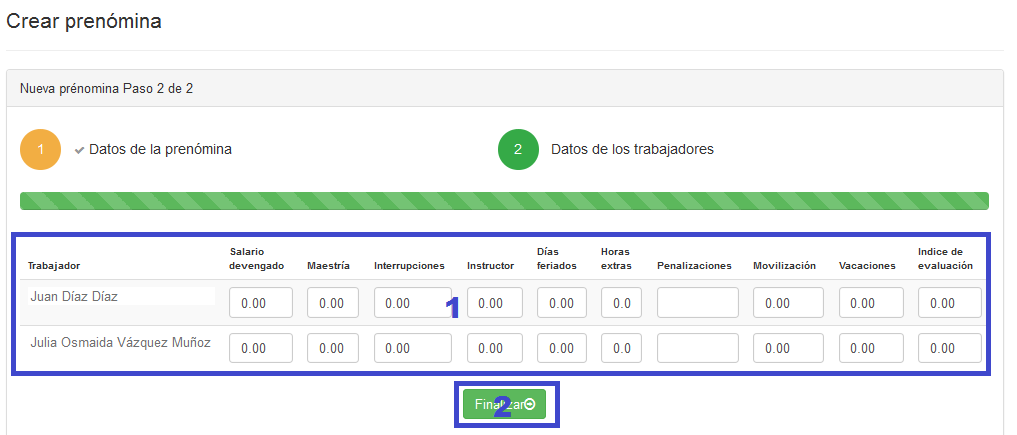 Crear prenómina
Nueva prénomina Paso 2 de 2
1 Datos de la prenómina 2 Datos de los trabajadores
Trabajador Salario devengado Maestría Interrupciones Instructor Días feriados Horas extras Penalizaciones Movilización Vacaciones Indice de evaluación
Juan Díaz Díaz 0.00 0.00 0.00 0.00 0.00 0.0 0.00 0.00 0.00
1
Julia Osmaida Vázquez Muñoz 0.00 0.00 0.00 0.00 0.00 0.0 0.00 0.00 0.00
Finalizar
2